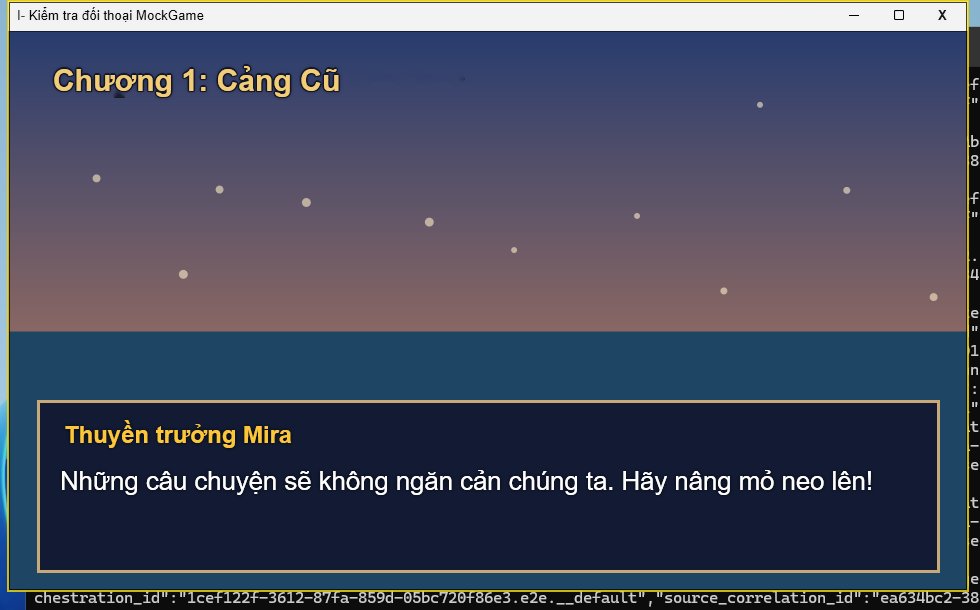 I- Kiểm tra đối thoại MockGame
Chương 1: Cảng Cũ
Thuyền trưởng Mira
Những câu chuyện sẽ không ngăn cản chúng ta. Hãy nâng mỏ neo lên!
chestration_id":"1cef122f-3612-87fa-859d-05bc720f86e3.e2e.__default","source_correlation_id":"ea634bc2-38